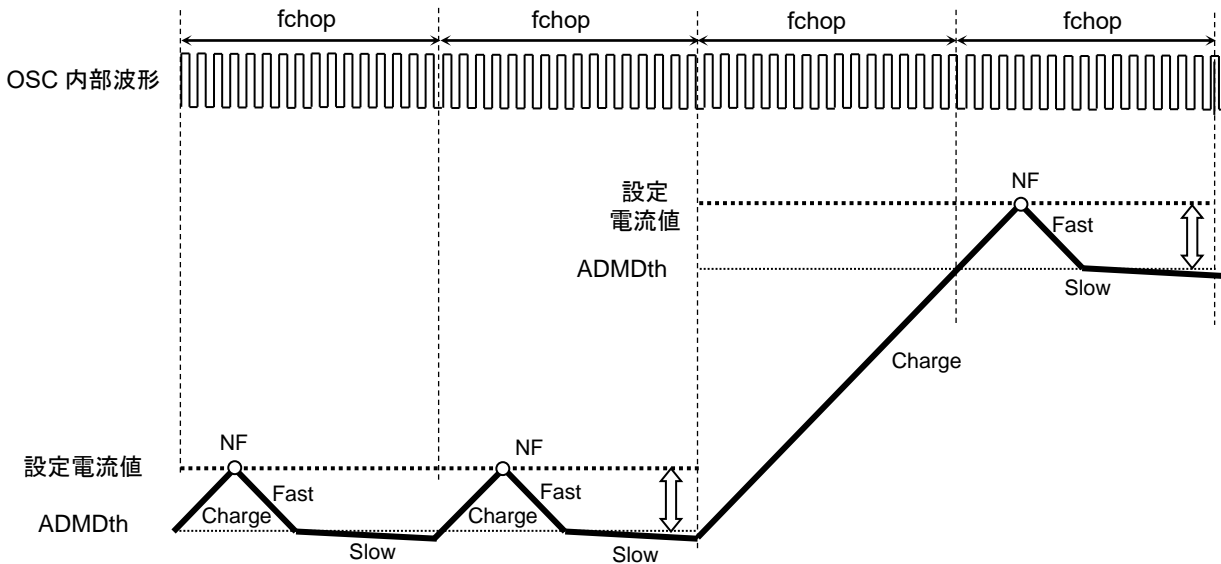 fchop
fchop
fchop
fchop
OSC 内部波形
NF
設定
電流値
Fast
ADMDth
Slow
Charge
NF
NF
設定電流値
Fast
Fast
Charge
Charge
ADMDth
Slow
Slow